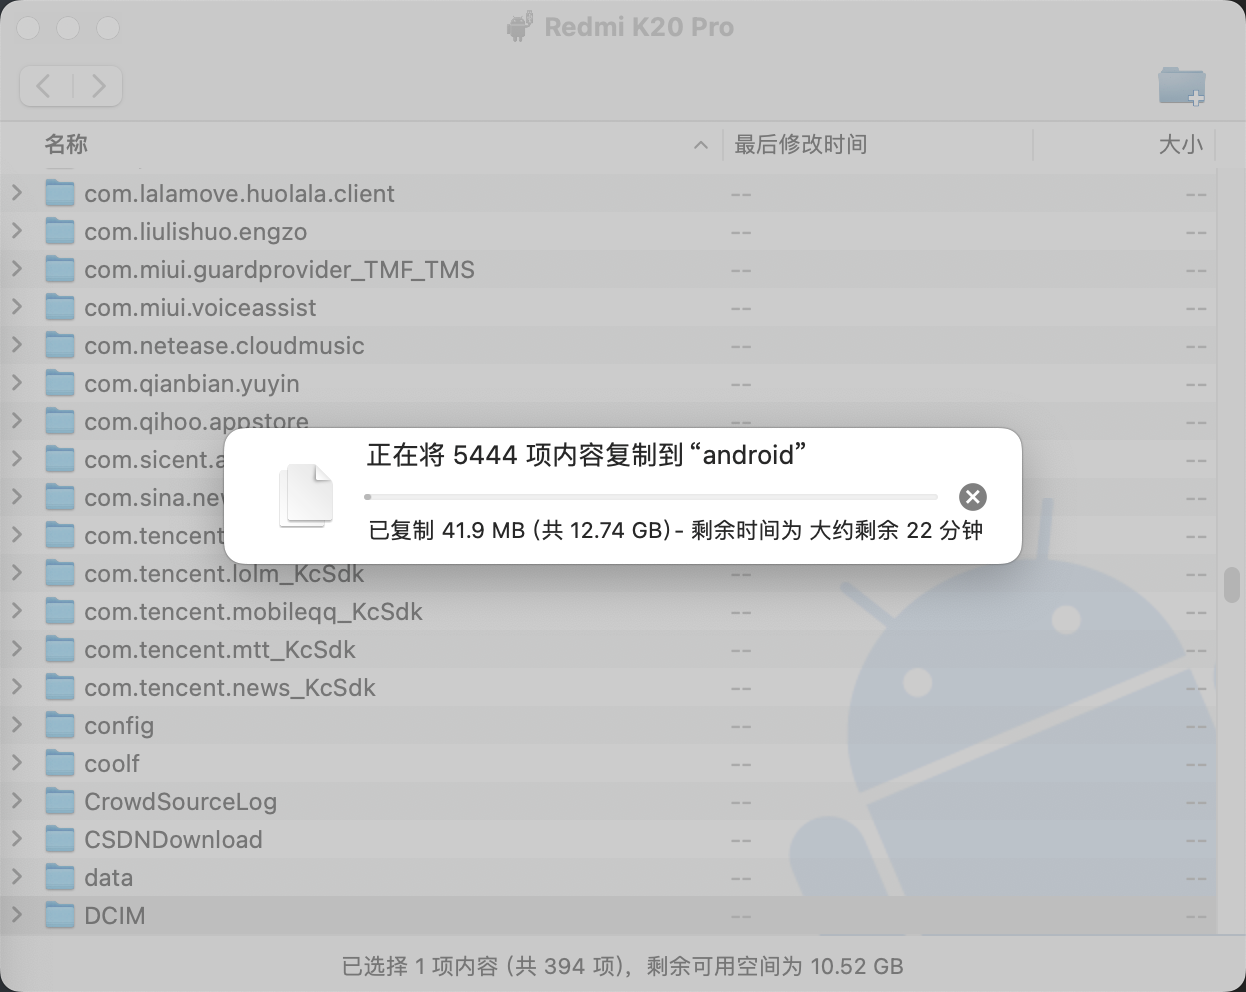 Redmi K20 Pro
名称 最后修改时间 大小
com.lalamove.huolala.client -- --
com.liulishuo.engzo -- --
com.miui.guardprovider_TMF_TMS -- --
com.miui.voiceassist -- --
com.netease.cloudmusic -- --
com.qianbian.yuyin -- --
com.qihoo.appstore
com.sicent.a --
com.sina.ne --
com.tencent --
com.tencent.lolm_KcSdk -- --
com.tencent.mobileqq_KcSdk -- --
com.tencent.mtt_KcSdk -- --
com.tencent.news_KcSdk -- --
config -- --
coolf -- --
CrowdSourceLog -- --
CSDNDownload -- --
data -- --
DCIM -- --
正在将 5444 项内容复制到 “android”
已复制 41.9 MB (共 12.74 GB) - 剩余时间为 大约剩余 22 分钟
已选择 1 项内容 (共 394 项)，剩余可用空间为 10.52 GB